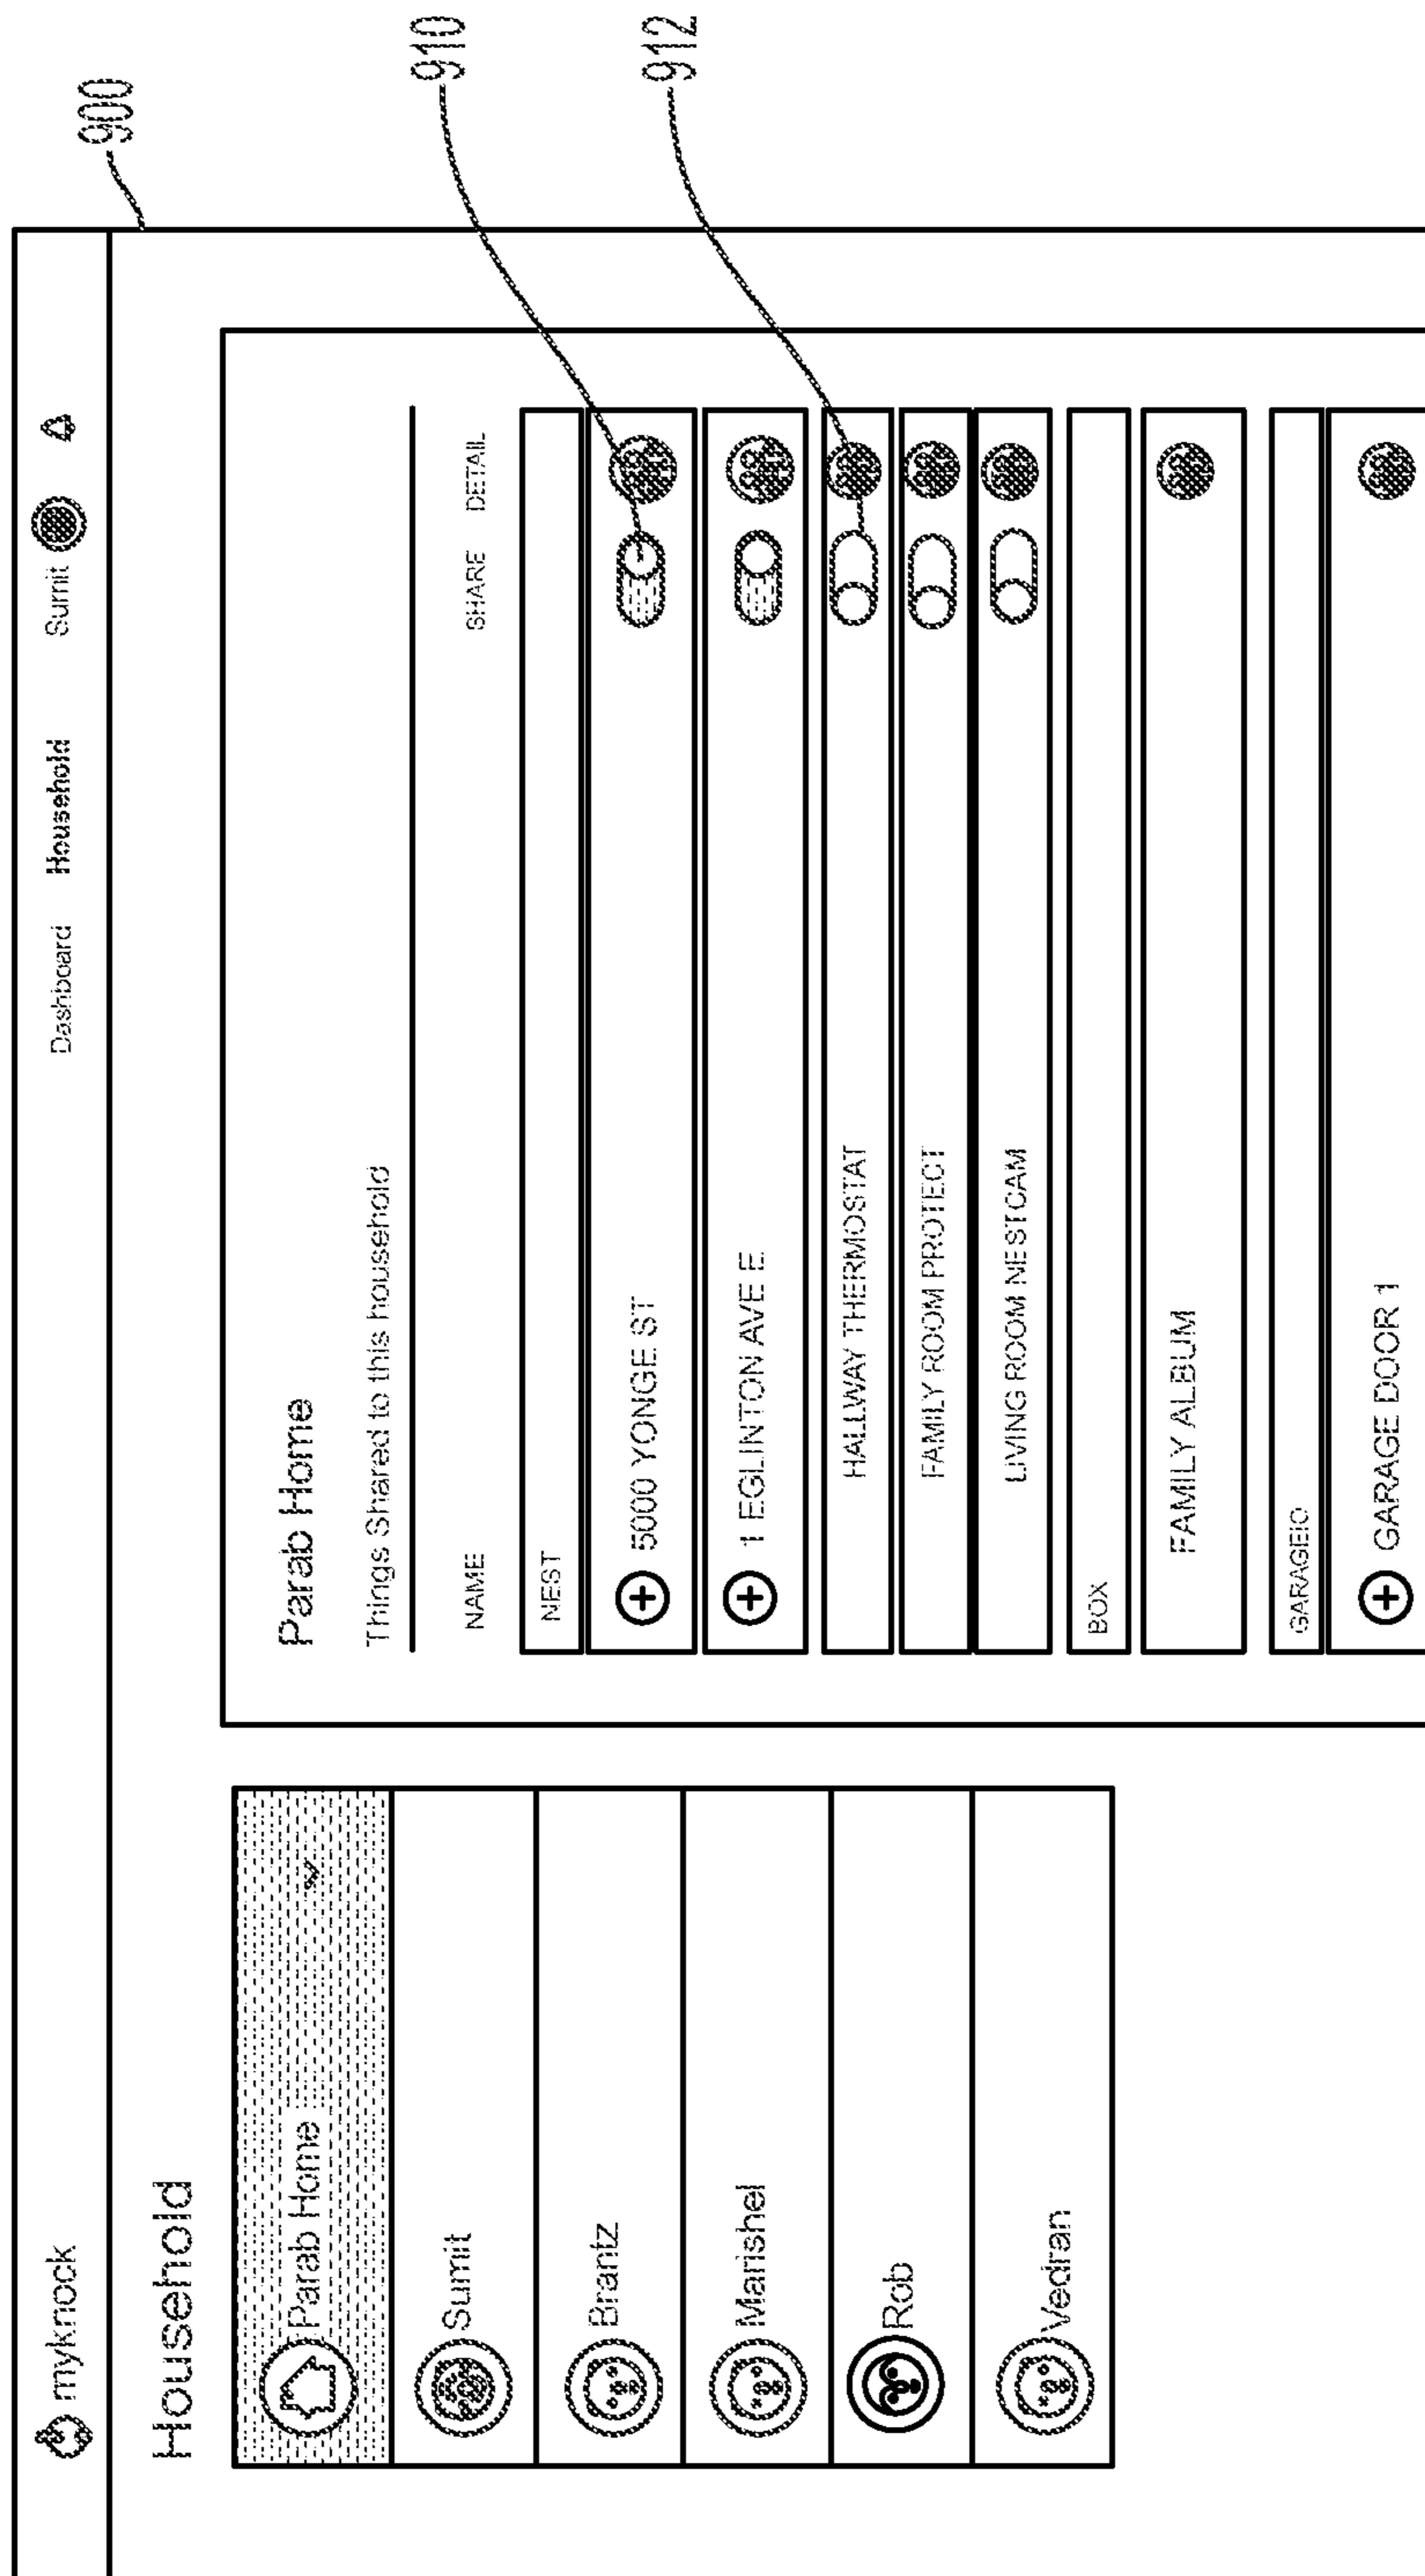 myknock Dashboard Household Sumit
900
Household
Parab Home
Sumit
Brantz
Marishel
Rob
Vedran
Parab Home
Things Shared to this household
NAME SHARE DETAIL
NEST
5000 YONGE ST
1 EGLINTON AVE E.
HALLWAY THERMOSTAT
FAMILY ROOM PROTECT
LIVING ROOM NESTCAM
BOX
FAMILY ALBUM
GARAGEIO
GARAGE DOOR 1
910
912